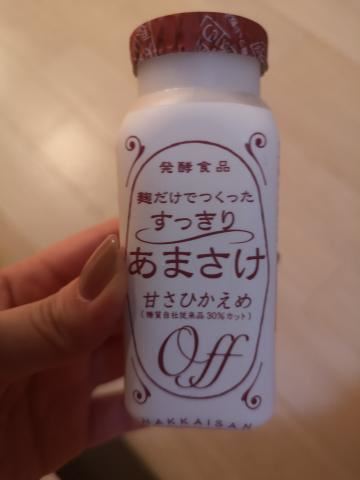 発酵食品
麹だけでつくった
すっきり
あまさけ
甘さひかえめ
(糖質自社従来品30%カット)
Off
HAKKAISAN